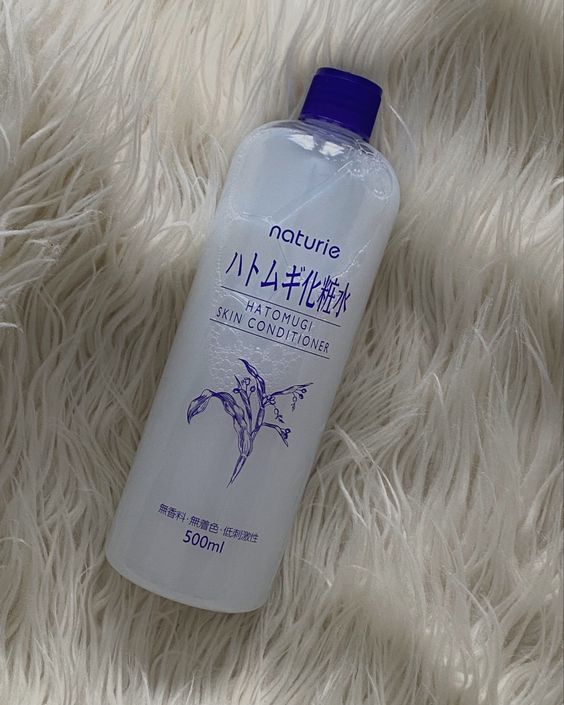 naturie
ハトムギ化粧水
HATOMUGI
SKIN CONDITIONER
無香料・無着色・低刺激性
500ml